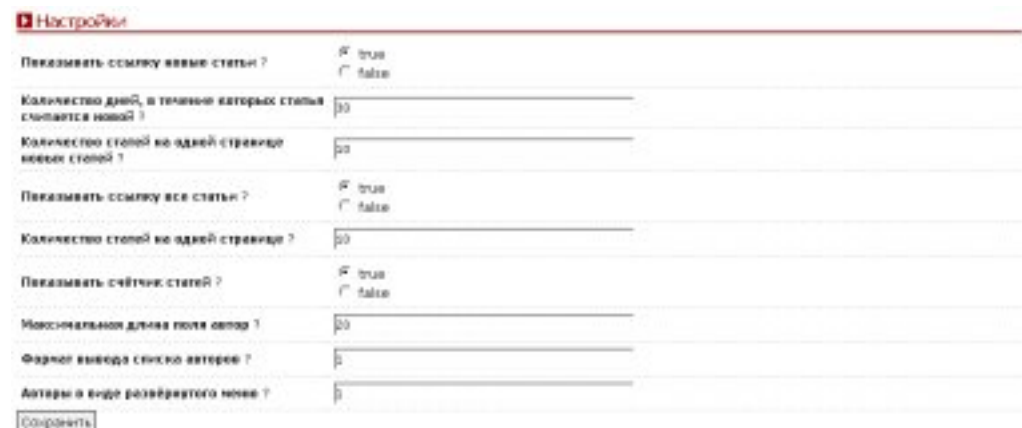 Настройки
Показывать ссылку новые статьи ?
true
false
Количество дней, в течение которых статья
считается новой ?
Количество статей на одной странице
новых статей ?
10
Показывать ссылку все статьи ?
true
false
Количество статей на одной странице ?
10
Показывать счётчик статей ?
true
false
Максимальная длина поля автор ?
20
Формат вывода списка авторов ?
Авторы в виде развёрнутого меню ?
Сохранить